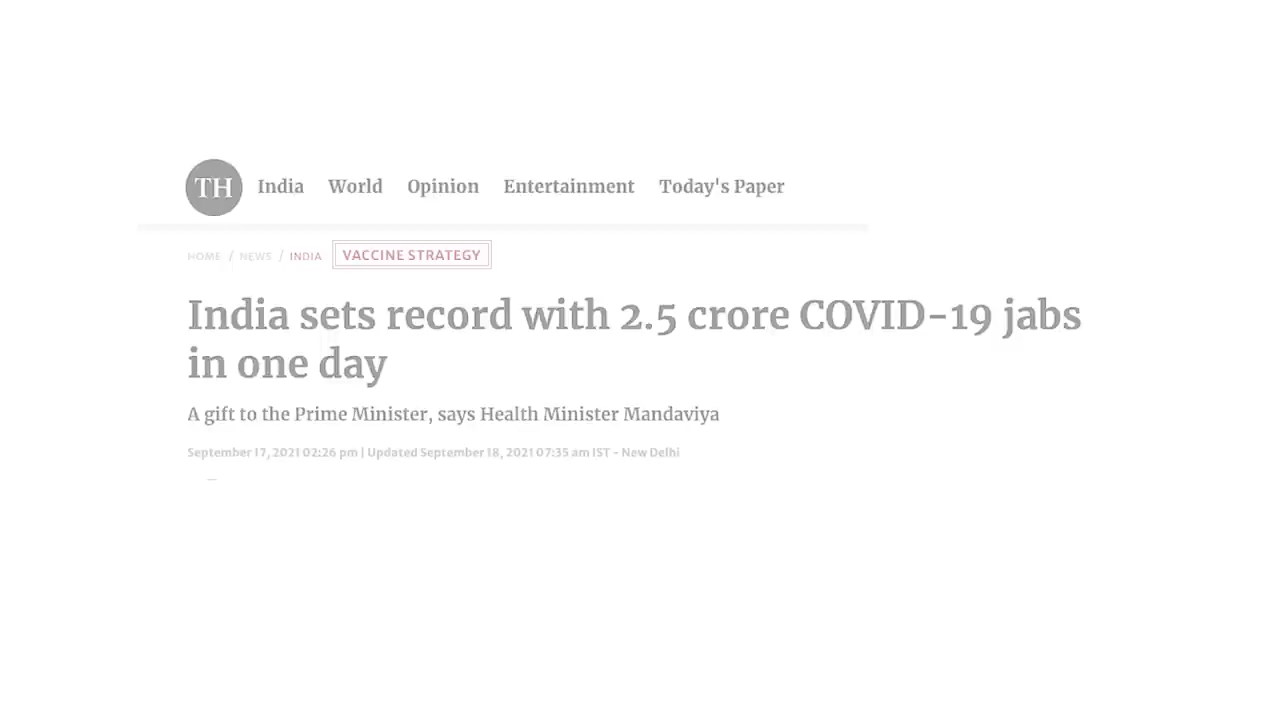 TH India World Opinion Entertainment Today's Paper
HOME / NEWS / INDIA VACCINE STRATEGY
India sets record with 2.5 crore COVID-19 jabs
in one day
A gift to the Prime Minister, says Health Minister Mandaviya
September 17, 2021 02:26 pm | Updated September 18, 2021 07:35 am IST - New Delhi